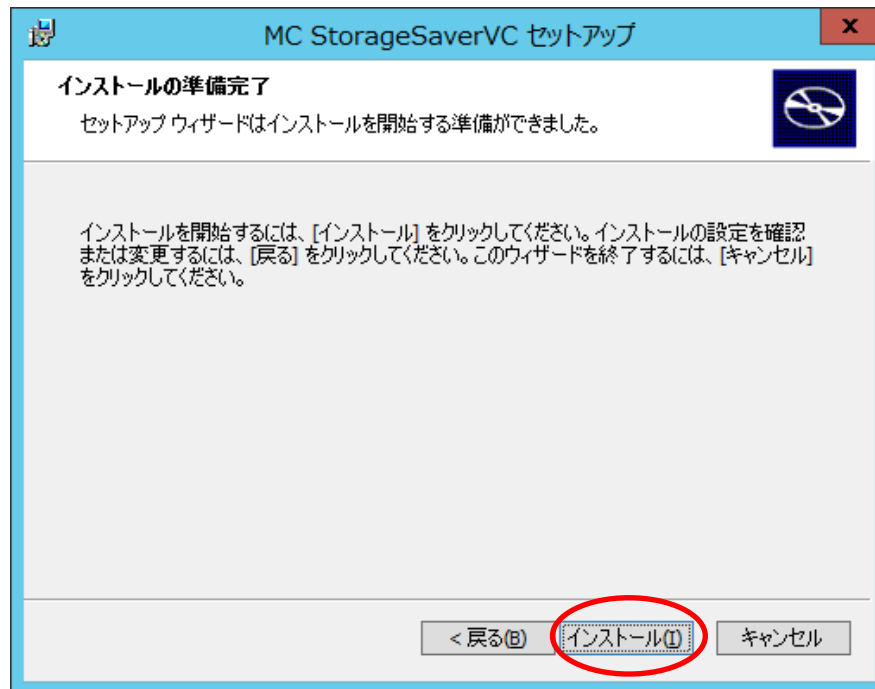 MC StorageSaverVC セットアップ
x
インストールの準備完了
セットアップ ウィザードはインストールを開始する準備ができました。
インストールを開始するには、[インストール] をクリックしてください。インストールの設定を確認
または変更するには、[戻る] をクリックしてください。このウィザードを終了するには、[キャンセル]
をクリックしてください。
< 戻る(B) インストール(I) キャンセル